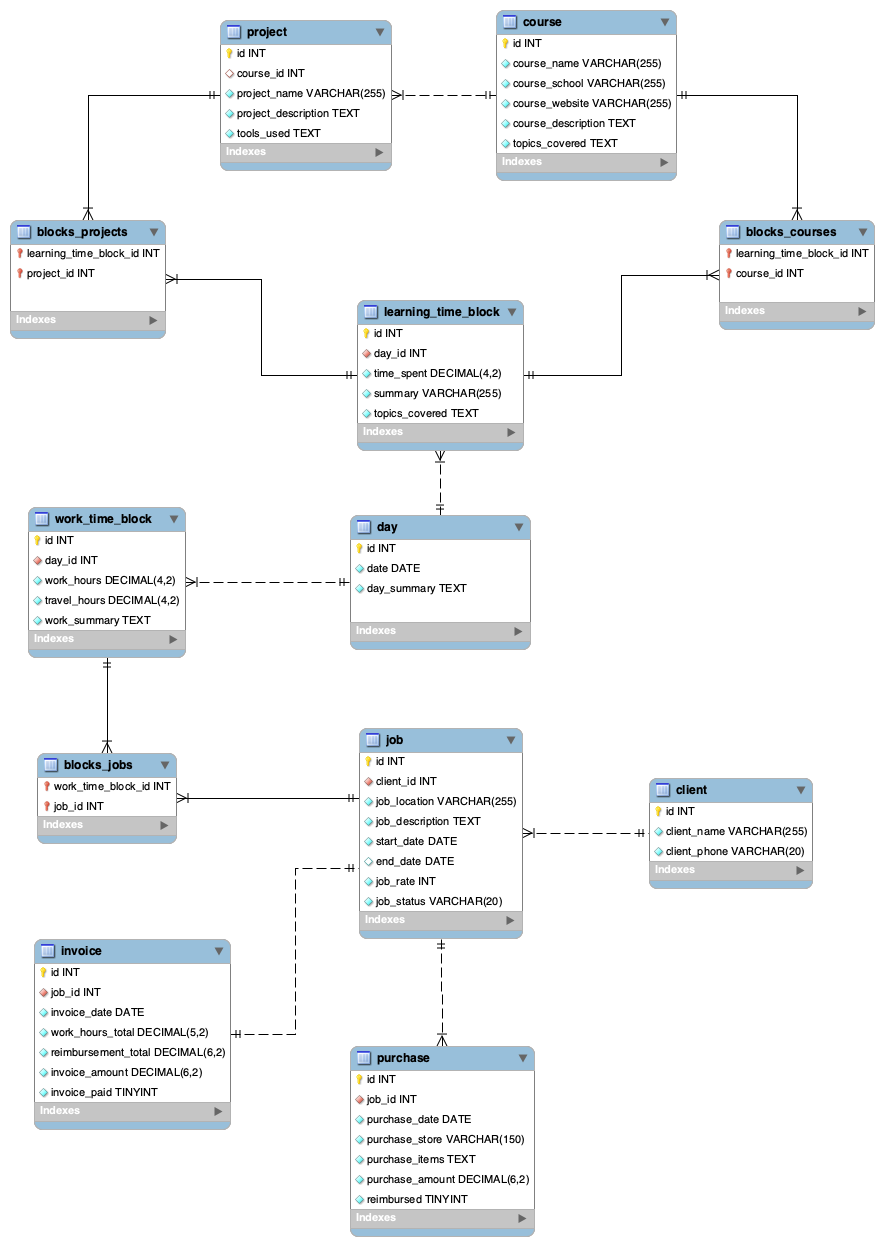 project
id INT
course_id INT
project_name VARCHAR(255)
project_description TEXT
tools_used TEXT
Indexes
course
id INT
course_name VARCHAR(255)
course_school VARCHAR(255)
course_website VARCHAR(255)
course_description TEXT
topics_covered TEXT
Indexes
blocks_projects
learning_time_block_id INT
project_id INT
Indexes
blocks_courses
learning_time_block_id INT
course_id INT
Indexes
learning_time_block
id INT
day_id INT
time_spent DECIMAL(4,2)
summary VARCHAR(255)
topics_covered TEXT
Indexes
work_time_block
id INT
day_id INT
work_hours DECIMAL(4,2)
travel_hours DECIMAL(4,2)
work_summary TEXT
Indexes
day
id INT
date DATE
day_summary TEXT
Indexes
blocks_jobs
work_time_block_id INT
job_id INT
Indexes
job
id INT
client_id INT
job_location VARCHAR(255)
job_description TEXT
start_date DATE
end_date DATE
job_rate INT
job_status VARCHAR(20)
Indexes
client
id INT
client_name VARCHAR(255)
client_phone VARCHAR(20)
Indexes
invoice
id INT
job_id INT
invoice_date DATE
work_hours_total DECIMAL(5,2)
reimbursement_total DECIMAL(6,2)
invoice_amount DECIMAL(6,2)
invoice_paid TINYINT
Indexes
purchase
id INT
job_id INT
purchase_date DATE
purchase_store VARCHAR(150)
purchase_items TEXT
purchase_amount DECIMAL(6,2)
reimbursed TINYINT
Indexes